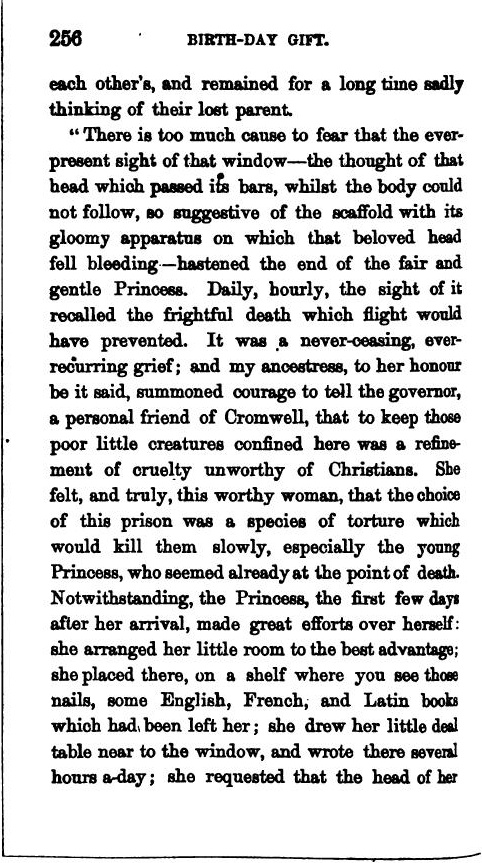 256 BIRTH-DAY GIFT.
each other's, and remained for a long time sadly
thinking of their lost parent.
“There is too much cause to fear that the ever-
present sight of that window—the thought of that
head which passed its bars, whilst the body could
not follow, so suggestive of the scaffold with its
gloomy apparatus on which that beloved head
fell bleeding—hastened the end of the fair and
gentle Princess. Daily, hourly, the sight of it
recalled the frightful death which flight would
have prevented. It was a never-ceasing, ever-
recurring grief; and my ancestress, to her honour
be it said, summoned courage to tell the governor,
a personal friend of Cromwell, that to keep those
poor little creatures confined here was a refine-
ment of cruelty unworthy of Christians. She
felt, and truly, this worthy woman, that the choice
of this prison was a species of torture which
would kill them slowly, especially the young
Princess, who seemed already at the point of death.
Notwithstanding, the Princess, the first few days
after her arrival, made great efforts over herself:
she arranged her little room to the best advantage;
she placed there, on a shelf where you see those
nails, some English, French, and Latin books
which had been left her; she drew her little deal
table near to the window, and wrote there several
hours a-day; she requested that the head of her